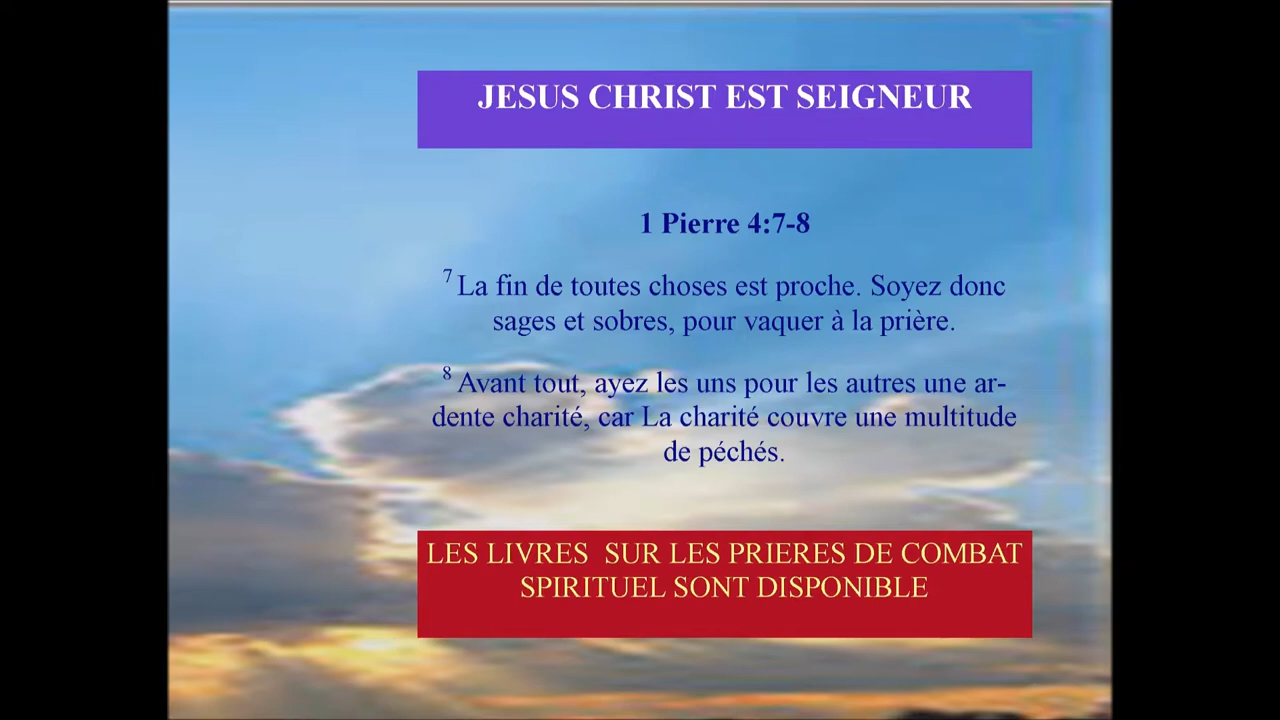 JESUS CHRIST EST SEIGNEUR
1 Pierre 4:7-8
7 La fin de toutes choses est proche. Soyez donc
sages et sobres, pour vaquer à la prière.
8 Avant tout, ayez les uns pour les autres une ar-
dente charité, car La charité couvre une multitude
de péchés.
LES LIVRES  SUR LES PRIERES DE COMBAT
SPIRITUEL SONT DISPONIBLE